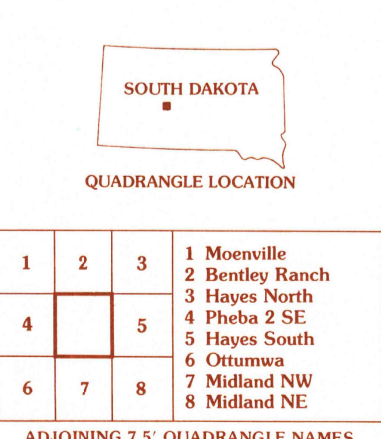 SOUTH DAKOTA
QUADRANGLE LOCATION
1 2 3
4 5
6 7 8
1 Moenville
2 Bentley Ranch
3 Hayes North
4 Pheba 2 SE
5 Hayes South
6 Ottumwa
7 Midland NW
8 Midland NE
ADJOINING 7.5′ QUADRANGLE NAMES